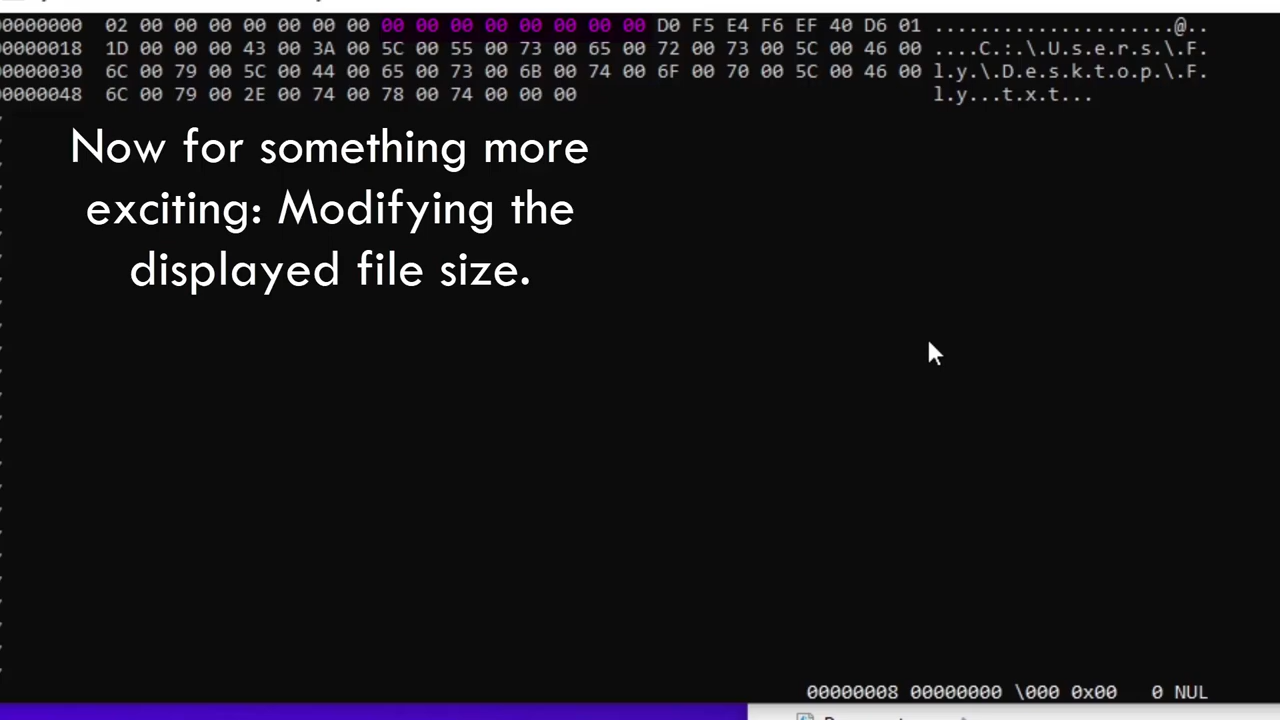 00000000 02 00 00 00 00 00 00 00 00 00 00 00 00 00 00 00 D0 F5 E4 F6 EF 40 D6 01 ....................@..
00000018 1D 00 00 00 43 00 3A 00 5C 00 55 00 73 00 65 00 72 00 73 00 5C 00 46 00 ....C.:.\.U.s.e.r.s.\.F.
00000030 6C 00 79 00 5C 00 44 00 65 00 73 00 6B 00 74 00 6F 00 70 00 5C 00 46 00 l.y.\.D.e.s.k.t.o.p.\.F.
00000048 6C 00 79 00 2E 00 74 00 78 00 74 00 00 00 l.y...t.x.t...
Now for something more
exciting: Modifying the
displayed file size.
00000008 00000000 \000 0x00 0 NUL